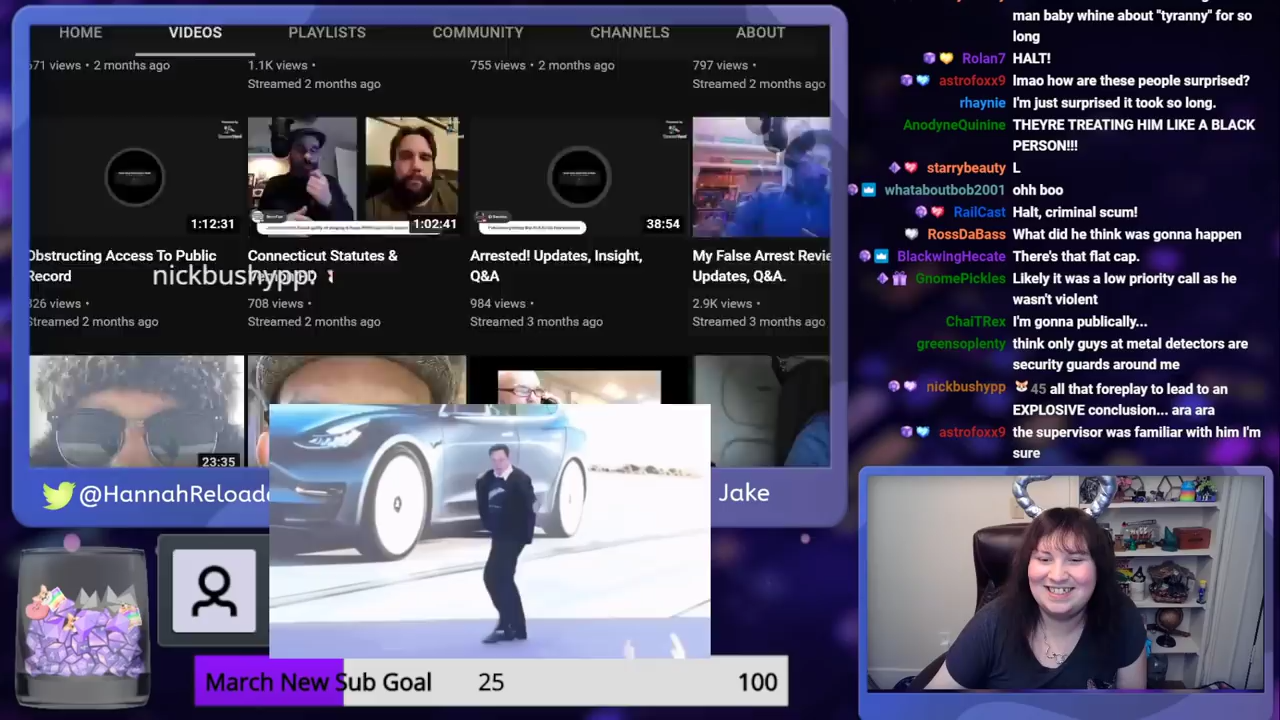 HOME VIDEOS PLAYLISTS COMMUNITY CHANNELS ABOUT
671 views • 2 months ago
1.1K views •
Streamed 2 months ago
755 views • 2 months ago
797 views •
Streamed 2 months ago
1:12:31
1:02:41
38:54
Obstructing Access To Public
Record
326 views •
Streamed 2 months ago
Connecticut Statutes &
708 views •
Streamed 2 months ago
Arrested! Updates, Insight,
Q&A
984 views •
Streamed 3 months ago
My False Arrest Revie
Updates, Q&A.
2.9K views •
Streamed 3 months ago
nickbushypp:
23:35
@HannahReloade
Jake
March New Sub Goal 25 100
man baby whine about "tyranny" for so
long
Rolan7 HALT!
astrofoxx9 lmao how are these people surprised?
rhaynie I'm just surprised it took so long.
AnodyneQuinine THEYRE TREATING HIM LIKE A BLACK
PERSON!!!
starrybeauty L
whataboutbob2001 ohh boo
RailCast Halt, criminal scum!
RossDaBass What did he think was gonna happen
BlackwingHecate There's that flat cap.
GnomePickles Likely it was a low priority call as he
wasn't violent
ChaITRex I'm gonna publically...
greensoplenty think only guys at metal detectors are
security guards around me
nickbushypp 45 all that foreplay to lead to an
EXPLOSIVE conclusion... ara ara
astrofoxx9 the supervisor was familiar with him I'm
sure